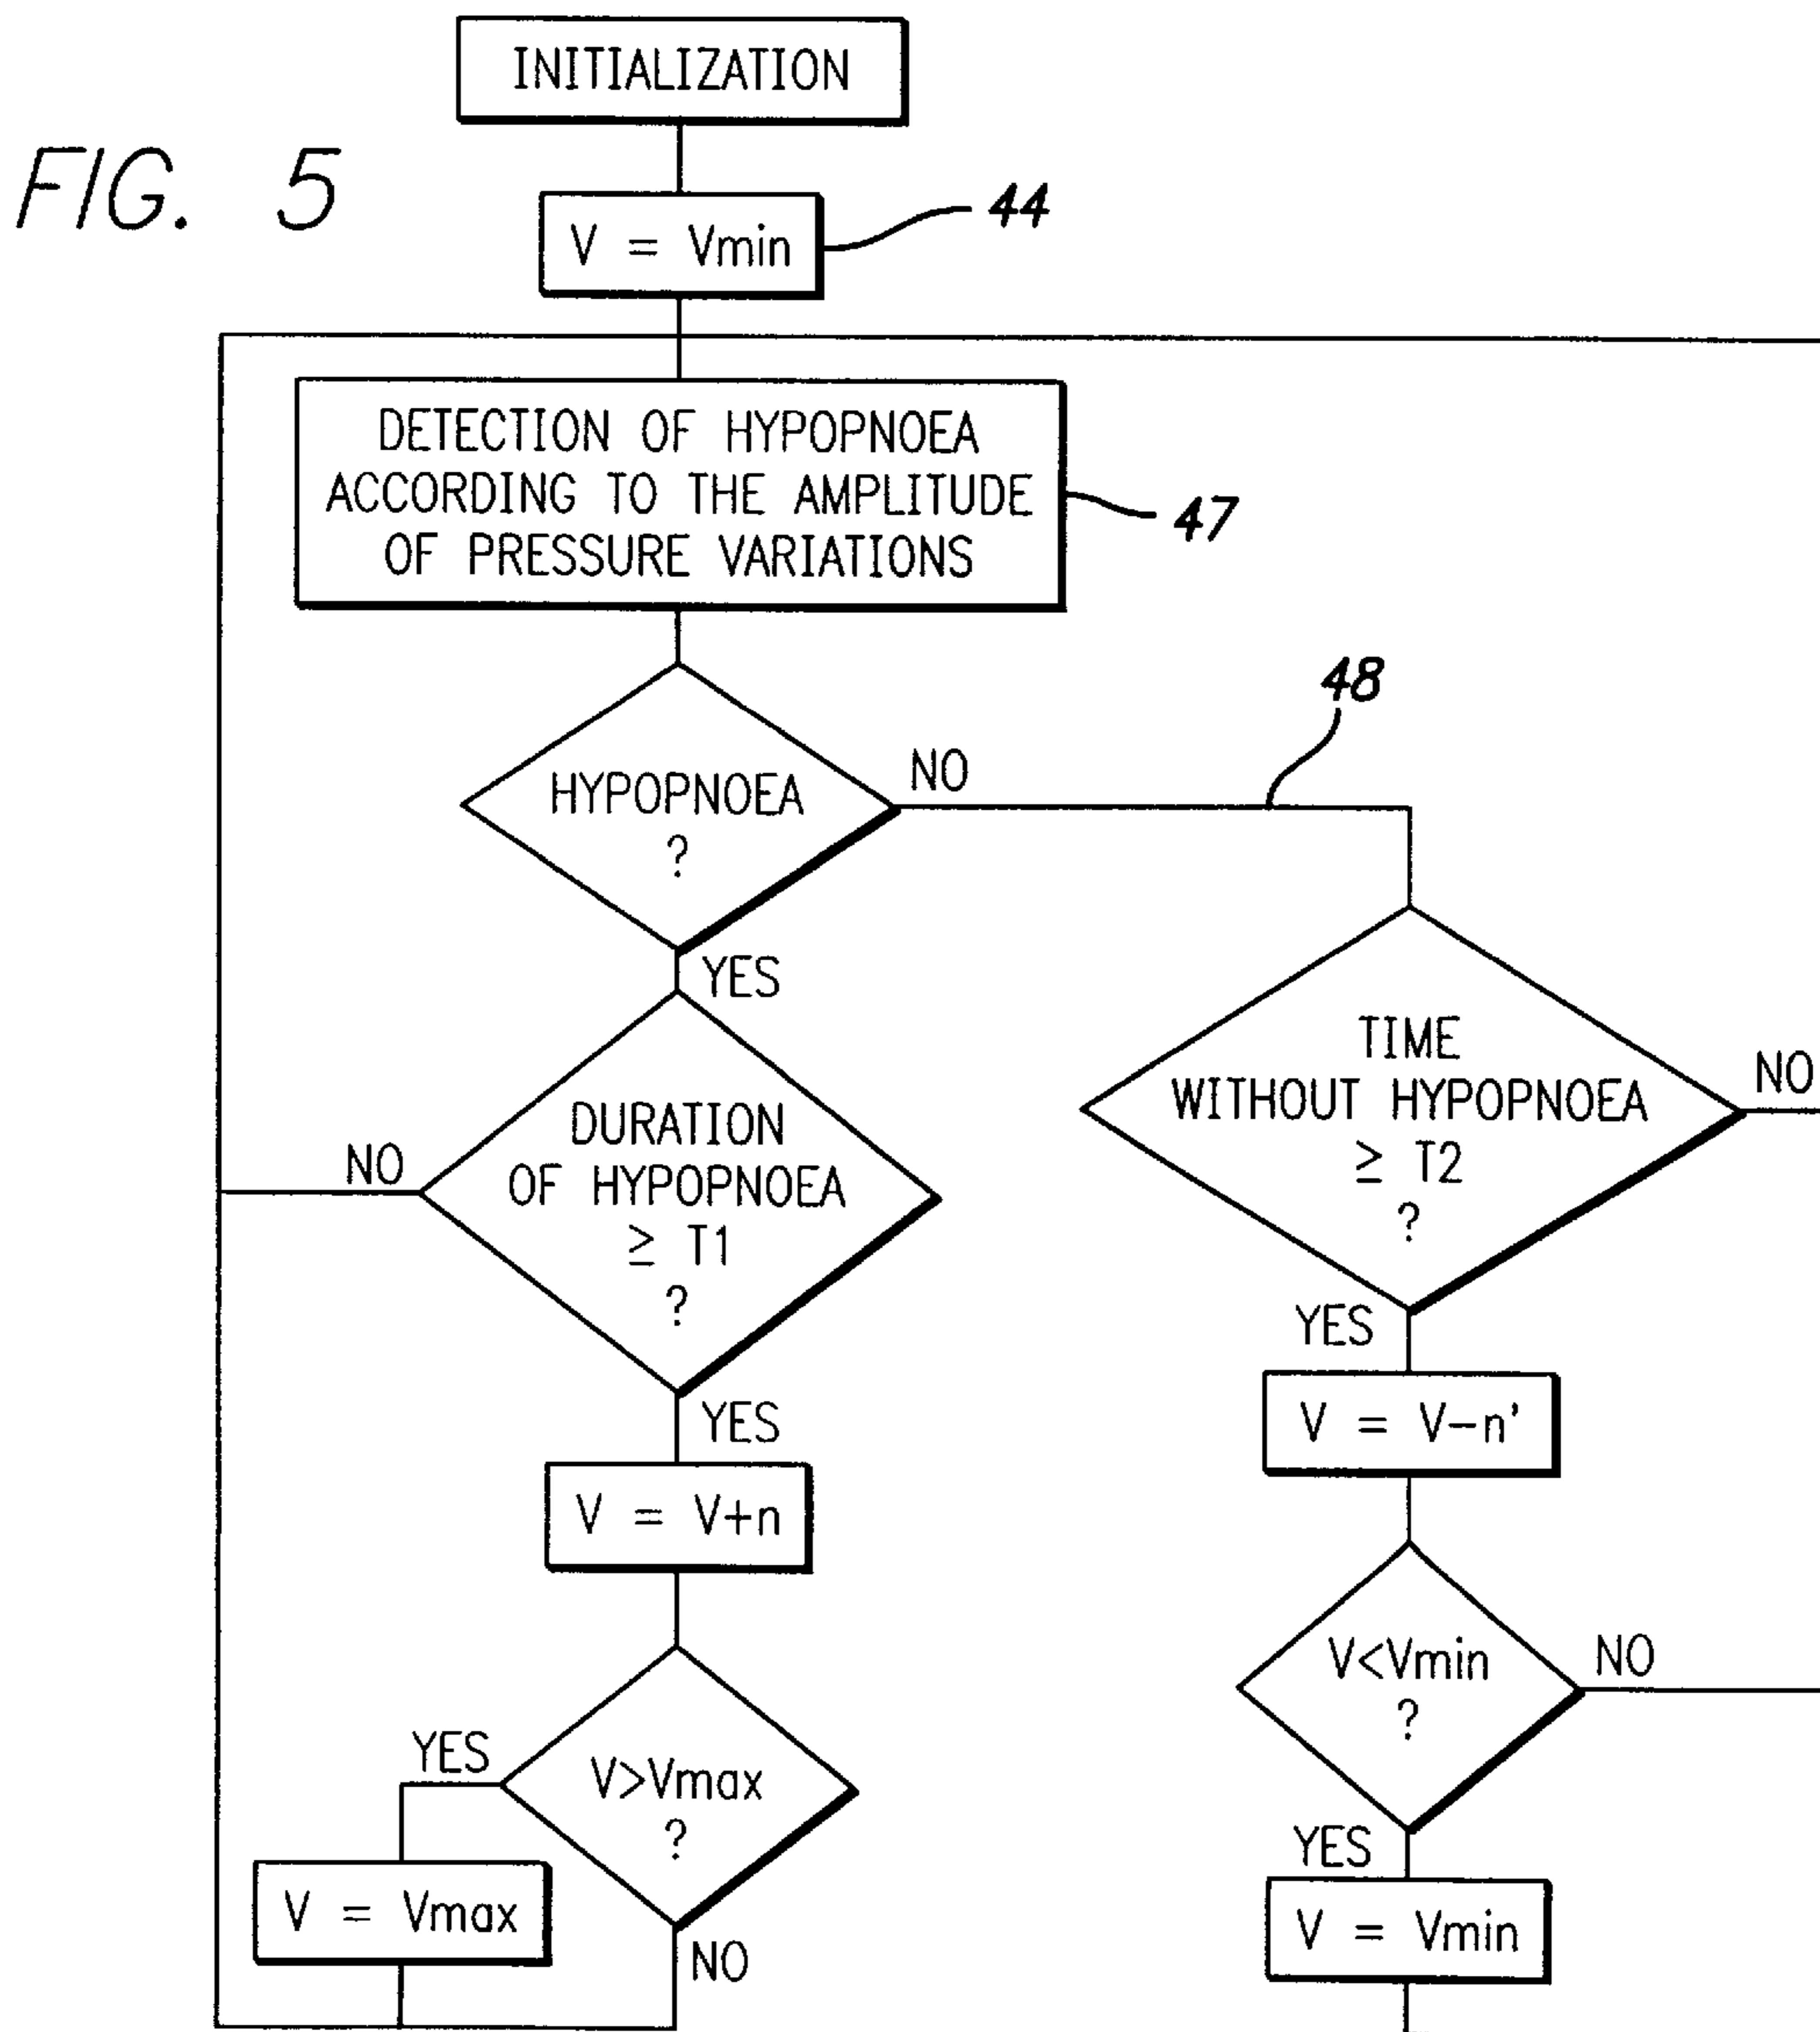 INITIALIZATION
FIG. 5
V = Vmin
44
DETECTION OF HYPOPNOEA
ACCORDING TO THE AMPLITUDE
OF PRESSURE VARIATIONS
47
48
HYPOPNOEA
?
NO
YES
DURATION
OF HYPOPNOEA
≥ T1
?
NO
YES
TIME
WITHOUT HYPOPNOEA
≥ T2
?
NO
YES
V = V+n
V = V-n'
V>Vmax
?
YES
NO
V = Vmax
V<Vmin
?
NO
YES
V = Vmin